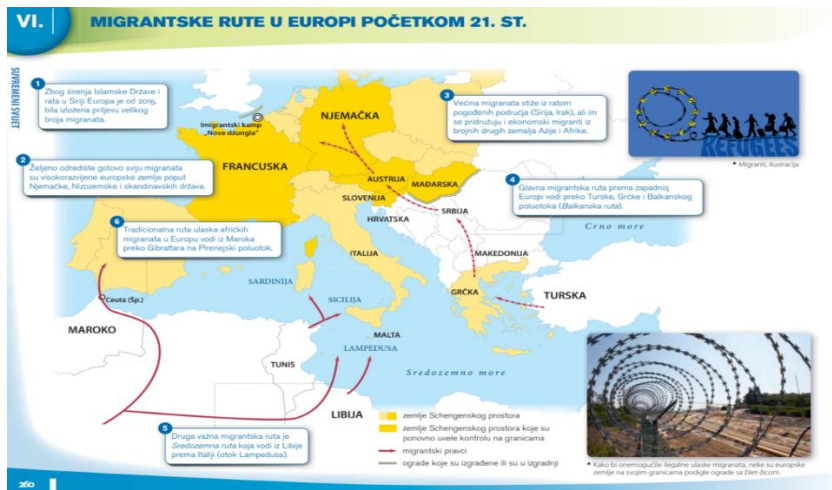 VI.
MIGRANTSKE RUTE U EUROPI POČETKOM 21. ST.
SUVREMENI SVIJET
1
Zbog širenja Islamske Države i
rata u Siriji Europa je od 2015.
bila izložena priljevu velikog
broja migranata.
Imigrantski kamp
„Nova džungla”
NJEMAČKA
3
Većina migranata stiže iz ratom
pogođenih područja (Sirija, Irak), ali im
se pridružuju i ekonomski migranti iz
brojnih drugih zemalja Azije i Afrike.
REFUGEES
Migranti, ilustracija
2
Željeno odredište gotovo sviju migranata
su visokorazvijene europske zemlje poput
Njemačke, Nizozemske i skandinavskih država.
FRANCUSKA
AUSTRIJA
MAĐARSKA
SLOVENIJA
HRVATSKA
SRBIJA
4
Glavna migrantska ruta prema zapadnoj
Europi vodi preko Turske, Grčke i Balkanskog
poluotoka (Balkanska ruta).
6
Tradicionalna ruta ulaska afričkih
migranata u Europu vodi iz Maroka
preko Gibraltara na Pirenejski poluotok.
Crno more
ITALIJA
MAKEDONIJA
SARDINIJA
GRČKA
TURSKA
Ceuta (Šp.)
SICILIJA
MAROKO
MALTA
LAMPEDUSA
TUNIS
Sredozemno more
LIBIJA
5
Druga važna migrantska ruta je
Sredozemna ruta koja vodi iz Libije
prema Italiji (otok Lampedusa).
zemlje Schengenskog prostora
zemlje Schengenskog prostora koje su
ponovno uvele kontrolu na granicama
migrantski pravci
ograde koje su izgrađene ili su u izgradnji
Kako bi onemogućile ilegalne ulaske migranata, neke su europske
zemlje na svojim granicama podigle ograde sa žilet-žicom.
260